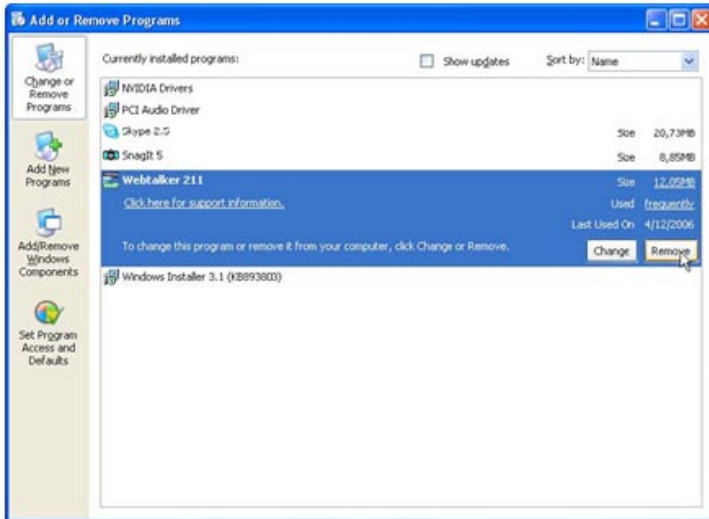 Add or Remove Programs
Change or
Remove
Programs
Add New
Programs
Add/Remove
Windows
Components
Set Program
Access and
Defaults
Currently installed programs:
Show updates
Sort by: Name
NVIDIA Drivers
PCI Audio Driver
Skype 2.5
Size 20,73MB
SnagIt 5
Size 8,85MB
Webtalker 211
Size 12,05MB
Click here for support information.
Used frequently
Last Used On 4/12/2006
To change this program or remove it from your computer, click Change or Remove.
Change Remove
Windows Installer 3.1 (KB893803)